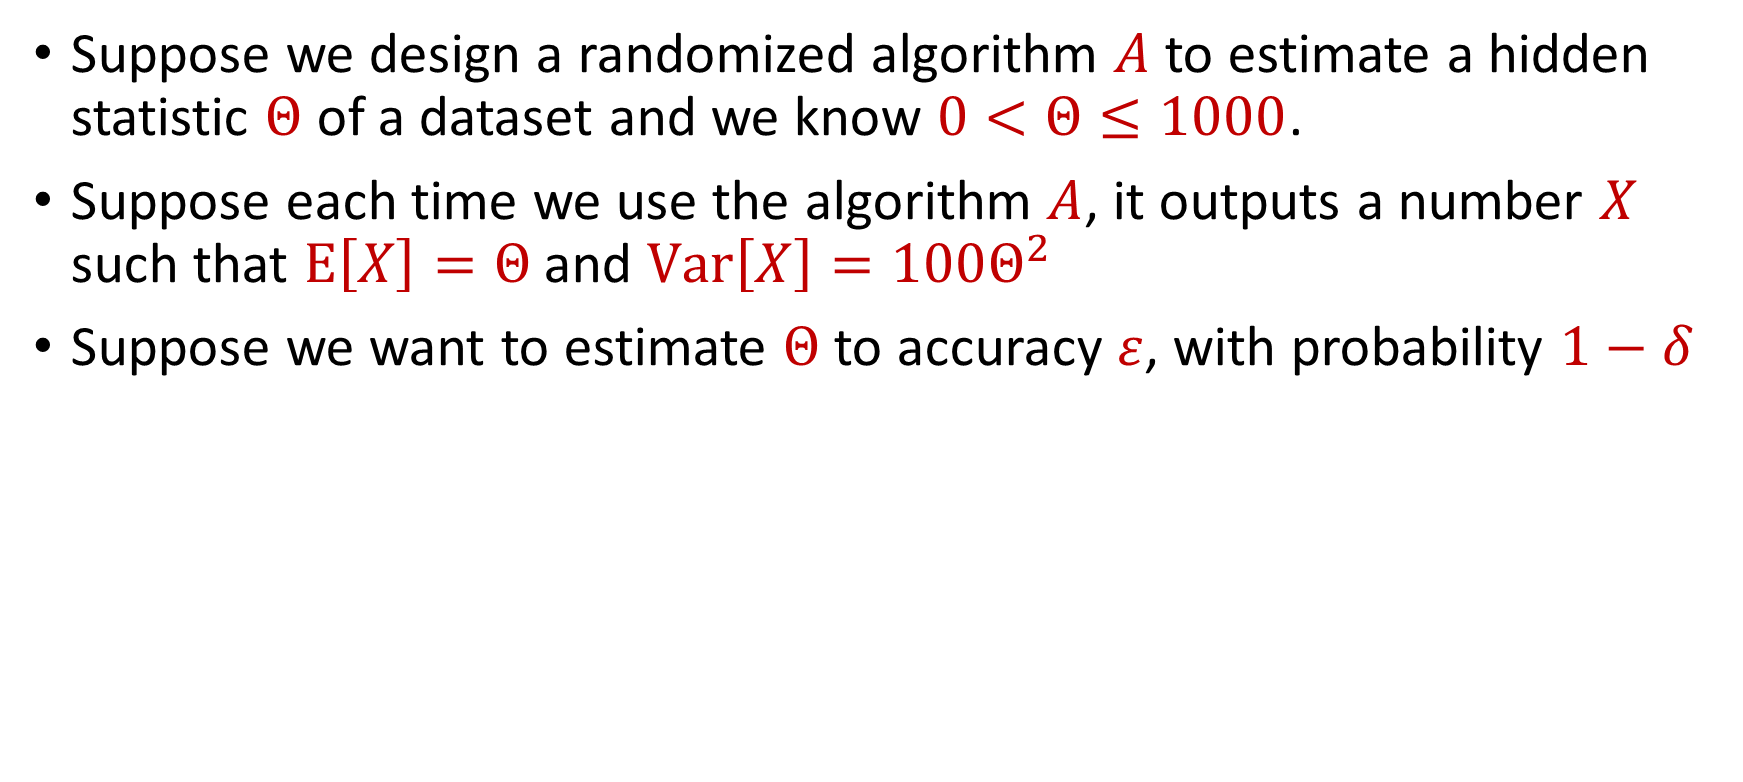 • Suppose we design a randomized algorithm A to estimate a hidden
statistic Θ of a dataset and we know 0 < Θ ≤ 1000.
• Suppose each time we use the algorithm A, it outputs a number X
such that E[X] = Θ and Var[X] = 100Θ²
• Suppose we want to estimate Θ to accuracy ε, with probability 1 − δ